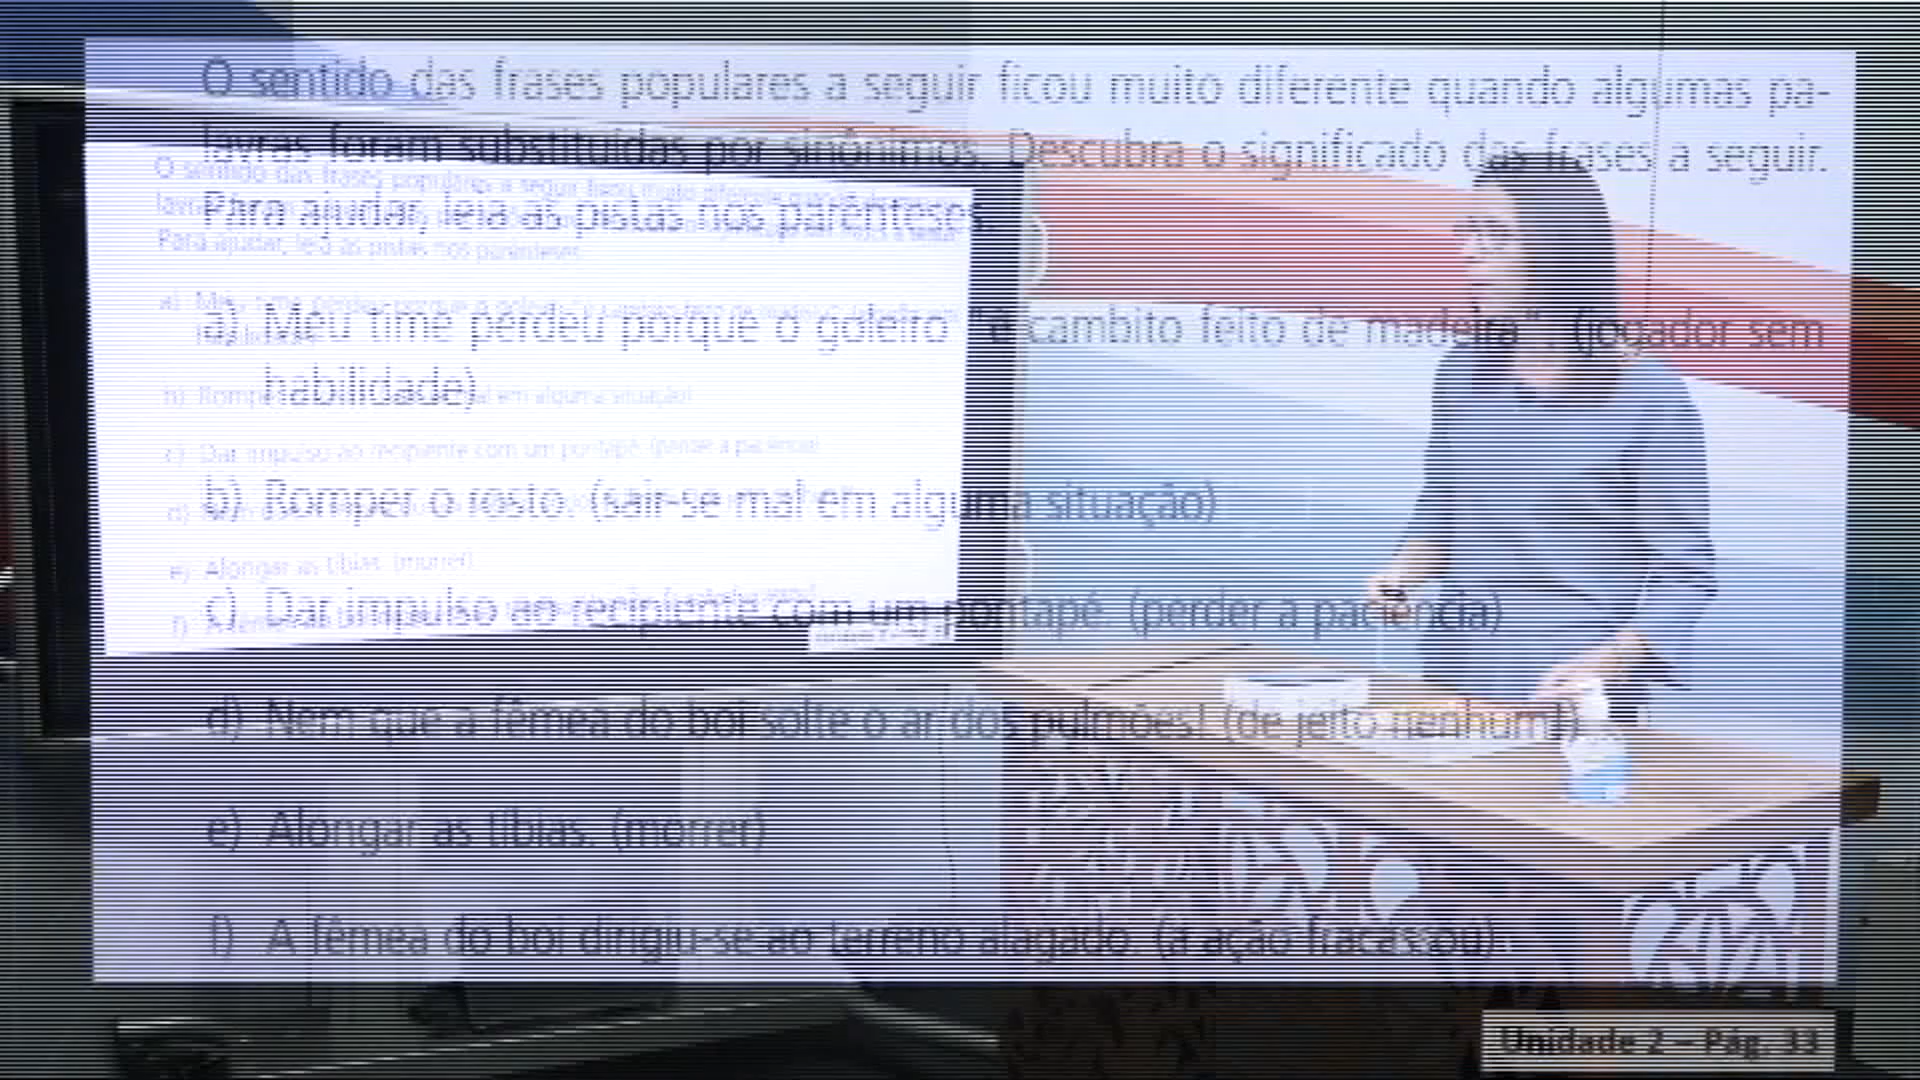 O sentido das frases populares a seguir ficou muito diferente quando algumas pa-
lavras foram substituídas por sinônimos. Descubra o significado das frases a seguir.
Para ajudar, leia as pistas nos parênteses.
a) Meu time perdeu porque o goleiro "é cambito feito de madeira". (jogador sem
habilidade)
b) Romper o rosto. (sair-se mal em alguma situação)
c) Dar impulso ao recipiente com um pontapé. (perder a paciência)
d) Nem que a fêmea do boi solte o ar dos pulmões! (de jeito nenhum!)
e) Alongar as tíbias. (morrer)
f) A fêmea do boi dirigiu-se ao terreno alagado. (a ação fracassou)
Unidade 2 – Pág. 33